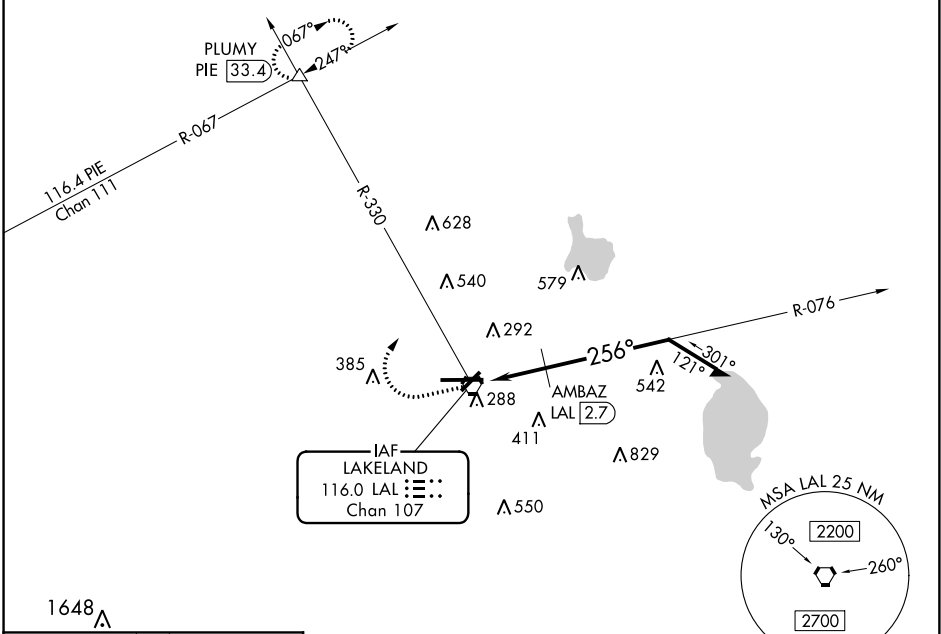 067°
247°
PLUMY
PIE 33.4
R-067
116.4 PIE
Chan 111
R-330
628
540
579
292
R-076
256°
385
301°
121°
542
288
AMBAZ
LAL 2.7
411
829
IAF
LAKELAND
116.0 LAL
Chan 107
550
MSA LAL 25 NM
2200
130°
260°
2700
1648